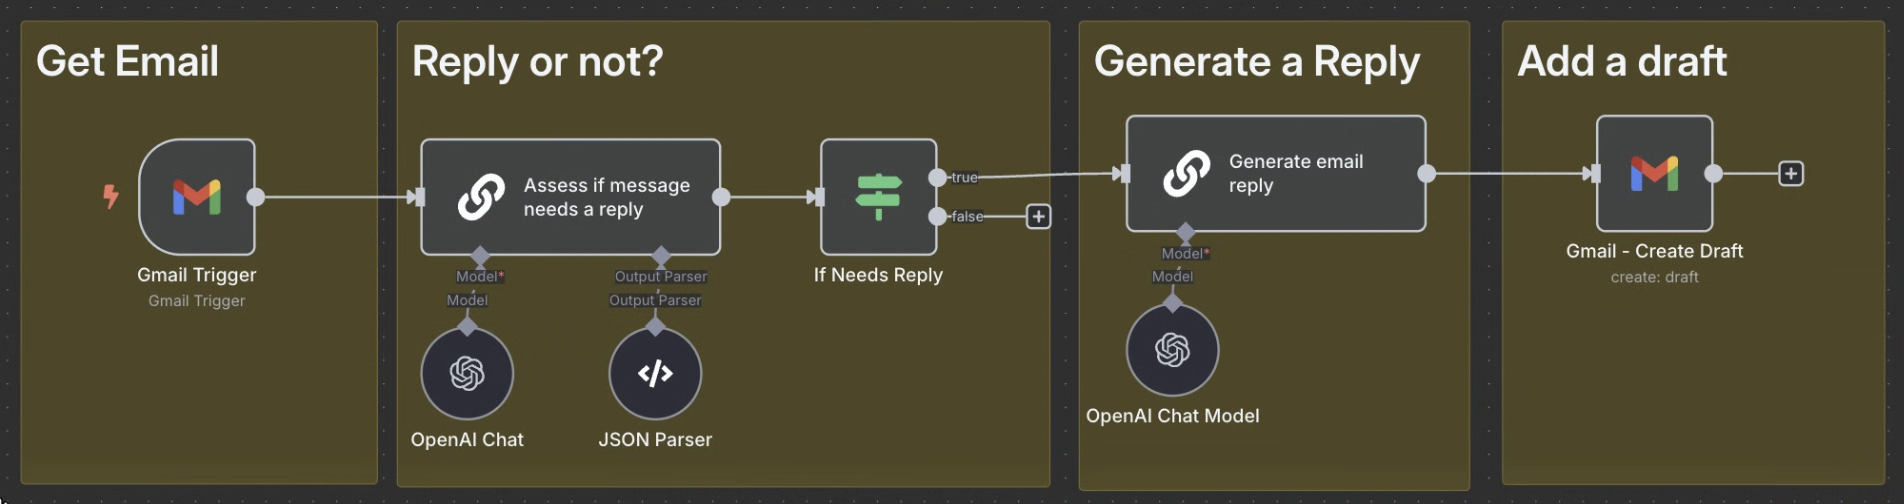 Get Email
Reply or not?
Generate a Reply
Add a draft
Gmail Trigger
Gmail Trigger
Assess if message
needs a reply
Model*
Model
OpenAI Chat
Output Parser
Output Parser
JSON Parser
If Needs Reply
true
false
Generate email
reply
Model*
Model
OpenAI Chat Model
Gmail - Create Draft
create: draft